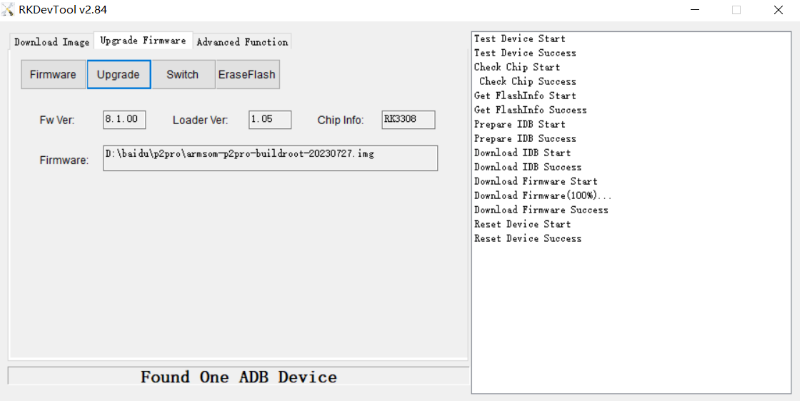 RKDevTool v2.84
Download Image Upgrade Firmware Advanced Function
Firmware Upgrade Switch EraseFlash
Fw Ver: 8.1.00 Loader Ver: 1.05 Chip Info: RK3308
Firmware: D:\baidu\p2pro\armsom-p2pro-buildroot-20230727.img
Found One ADB Device
Test Device Start
Test Device Success
Check Chip Start
Check Chip Success
Get FlashInfo Start
Get FlashInfo Success
Prepare IDB Start
Prepare IDB Success
Download IDB Start
Download IDB Success
Download Firmware Start
Download Firmware(100%)...
Download Firmware Success
Reset Device Start
Reset Device Success